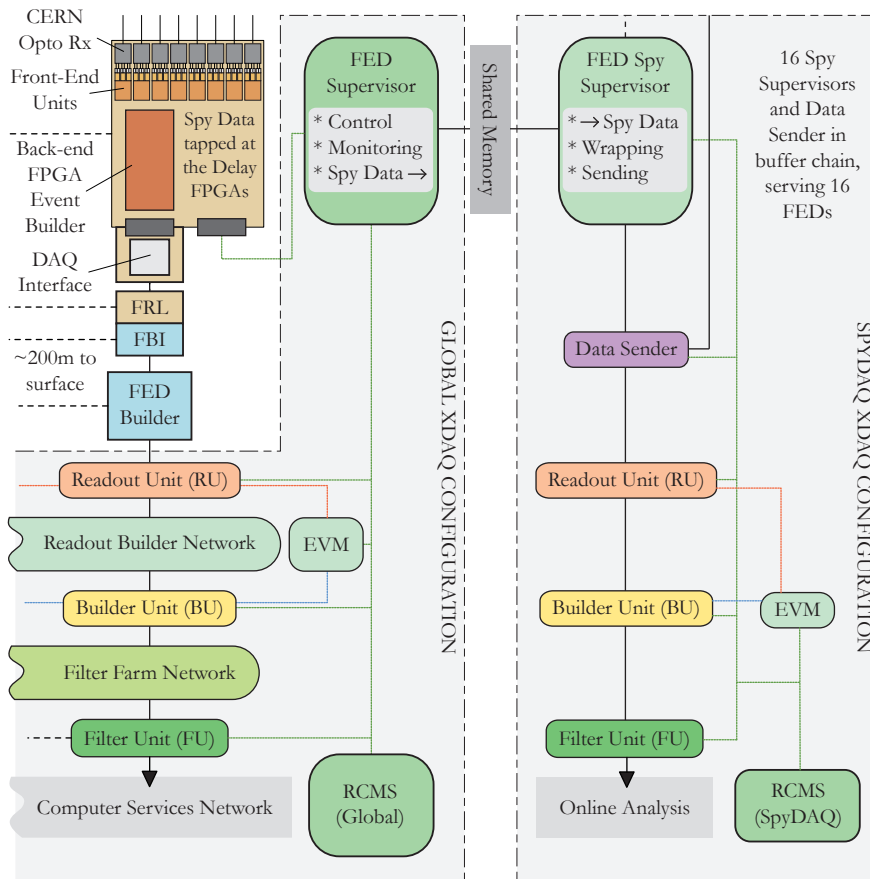 CERN
Opto Rx
Front-End
Units
Back-end
FPGA
Event
Builder
Spy Data
tapped at
the Delay
FPGAs
DAQ
Interface
FRL
FBI
~200m to
surface
FED
Builder
Readout Unit (RU)
Readout Builder Network
EVM
Builder Unit (BU)
Filter Farm Network
Filter Unit (FU)
Computer Services Network
FED
Supervisor
* Control
* Monitoring
* Spy Data →
RCMS
(Global)
GLOBAL XDAQ CONFIGURATION
Shared Memory
FED Spy
Supervisor
* → Spy Data
* Wrapping
* Sending
16 Spy
Supervisors
and Data
Sender in
buffer chain,
serving 16
FEDs
Data Sender
Readout Unit (RU)
Builder Unit (BU)
EVM
Filter Unit (FU)
Online Analysis
RCMS
(SpyDAQ)
SPYDAQ XDAQ CONFIGURATION